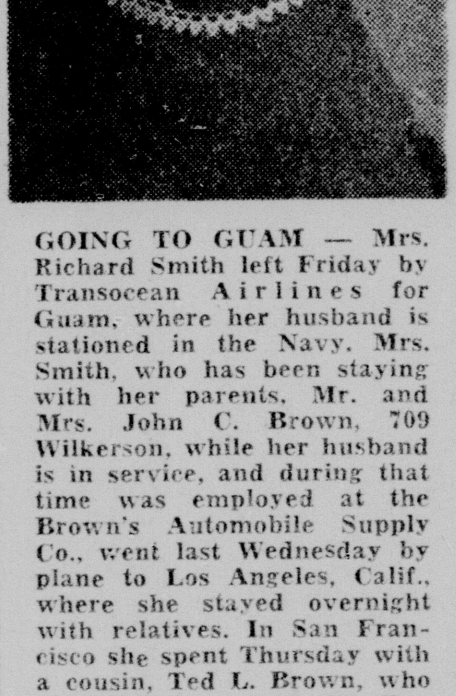 GOING TO GUAM — Mrs.
Richard Smith left Friday by
Transocean Airlines for
Guam, where her husband is
stationed in the Navy. Mrs.
Smith, who has been staying
with her parents, Mr. and
Mrs. John C. Brown, 709
Wilkerson, while her husband
is in service, and during that
time was employed at the
Brown's Automobile Supply
Co., went last Wednesday by
plane to Los Angeles, Calif.,
where she stayed overnight
with relatives. In San Fran-
cisco she spent Thursday with
a cousin, Ted L. Brown, who